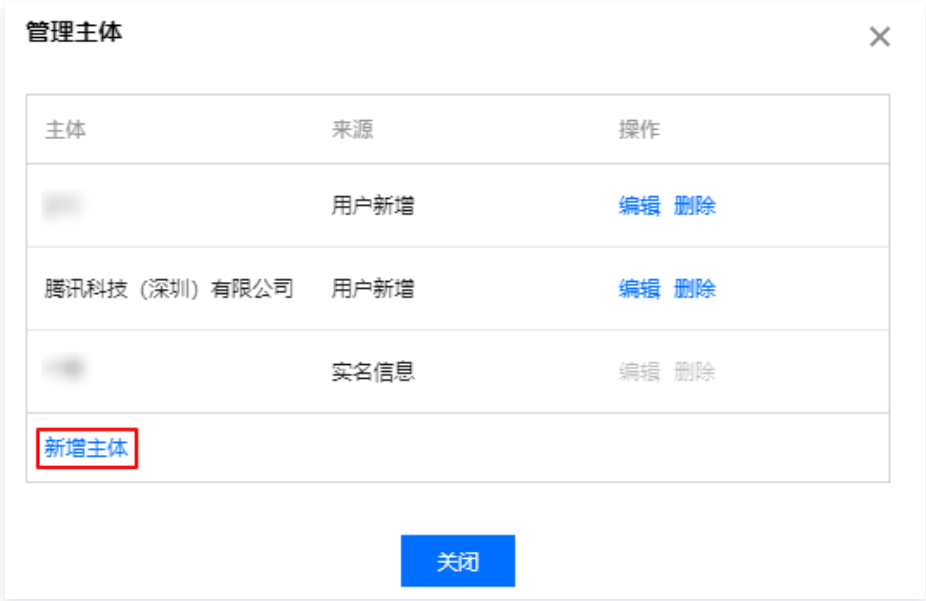 管理主体
主体 来源 操作
用户新增 编辑 删除
腾讯科技（深圳）有限公司 用户新增 编辑 删除
实名信息 编辑 删除
新增主体
关闭